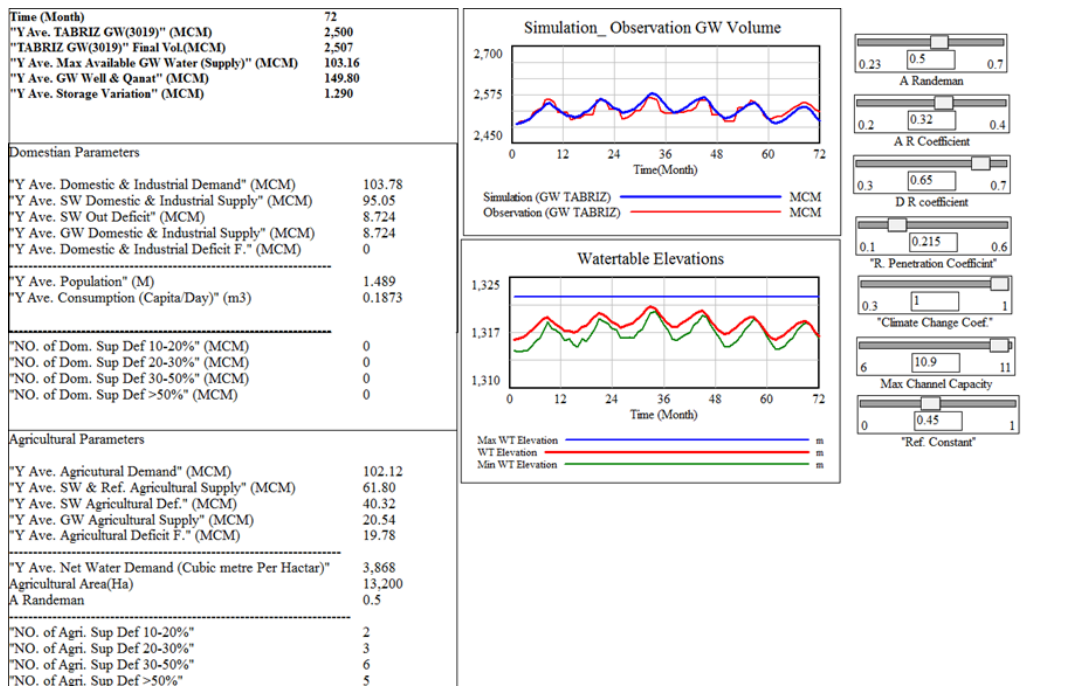 Time (Month) 72
"Y Ave. TABRIZ GW(3019)" (MCM) 2,500
"TABRIZ GW(3019)" Final Vol.(MCM) 2,507
"Y Ave. Max Available GW Water (Supply)" (MCM) 103.16
"Y Ave. GW Well & Qanat" (MCM) 149.80
"Y Ave. Storage Variation" (MCM) 1.290
Domestian Parameters
"Y Ave. Domestic & Industrial Demand" (MCM) 103.78
"Y Ave. SW Domestic & Industrial Supply" (MCM) 95.05
"Y Ave. SW Out Deficit" (MCM) 8.724
"Y Ave. GW Domestic & Industrial Supply" (MCM) 8.724
"Y Ave. Domestic & Industrial Deficit F." (MCM) 0
"Y Ave. Population" (M) 1.489
"Y Ave. Consumption (Capita/Day)" (m3) 0.1873
"NO. of Dom. Sup Def 10-20%" (MCM) 0
"NO. of Dom. Sup Def 20-30%" (MCM) 0
"NO. of Dom. Sup Def 30-50%" (MCM) 0
"NO. of Dom. Sup Def >50%" (MCM) 0
Agricultural Parameters
"Y Ave. Agricutural Demand" (MCM) 102.12
"Y Ave. SW & Ref. Agricultural Supply" (MCM) 61.80
"Y Ave. SW Agricultural Def." (MCM) 40.32
"Y Ave. GW Agricultural Supply" (MCM) 20.54
"Y Ave. Agricultural Deficit F." (MCM) 19.78
"Y Ave. Net Water Demand (Cubic metre Per Hactar)" 3,868
Agricultural Area(Ha) 13,200
A Randeman 0.5
"NO. of Agri. Sup Def 10-20%" 2
"NO. of Agri. Sup Def 20-30%" 3
"NO. of Agri. Sup Def 30-50%" 6
"NO. of Agri. Sup Def >50%" 5
Simulation_ Observation GW Volume
2,700
2,575
2,450
0 12 24 36 48 60 72
Time(Month)
Simulation (GW TABRIZ) MCM
Observation (GW TABRIZ) MCM
Watertable Elevations
1,325
1,317
1,310
0 12 24 36 48 60 72
Time (Month)
Max WT Elevation m
WT Elevation m
Min WT Elevation m
0.23 0.5 0.7
A Randeman
0.2 0.32 0.4
A R Coefficient
0.3 0.65 0.7
D R coefficient
0.1 0.215 0.6
"R. Penetration Coefficint"
0.3 1 1
"Climate Change Coef."
6 10.9 11
Max Channel Capacity
0 0.45 1
"Ref. Constant"